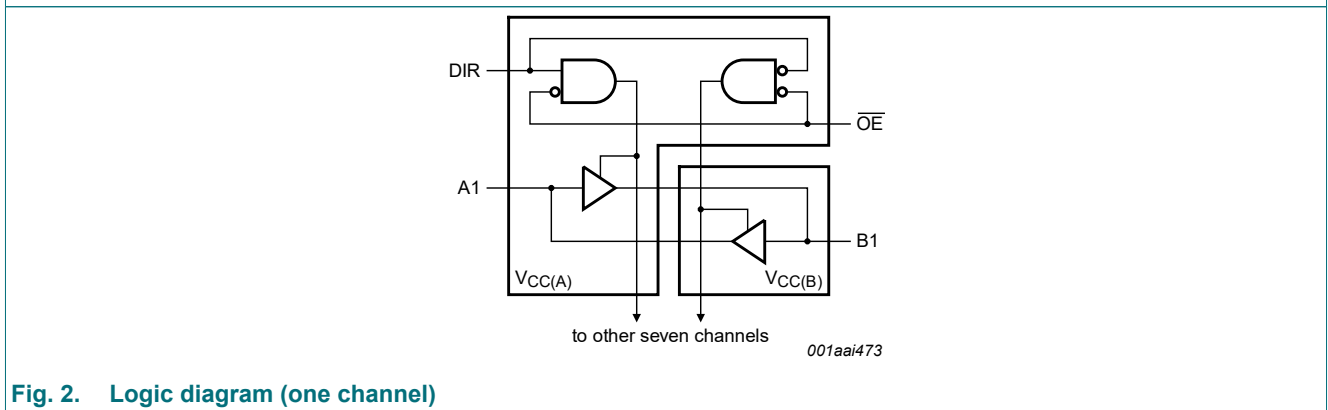 DIR
OE
A1
B1
VCC(A)
VCC(B)
to other seven channels
001aai473
Fig. 2. Logic diagram (one channel)